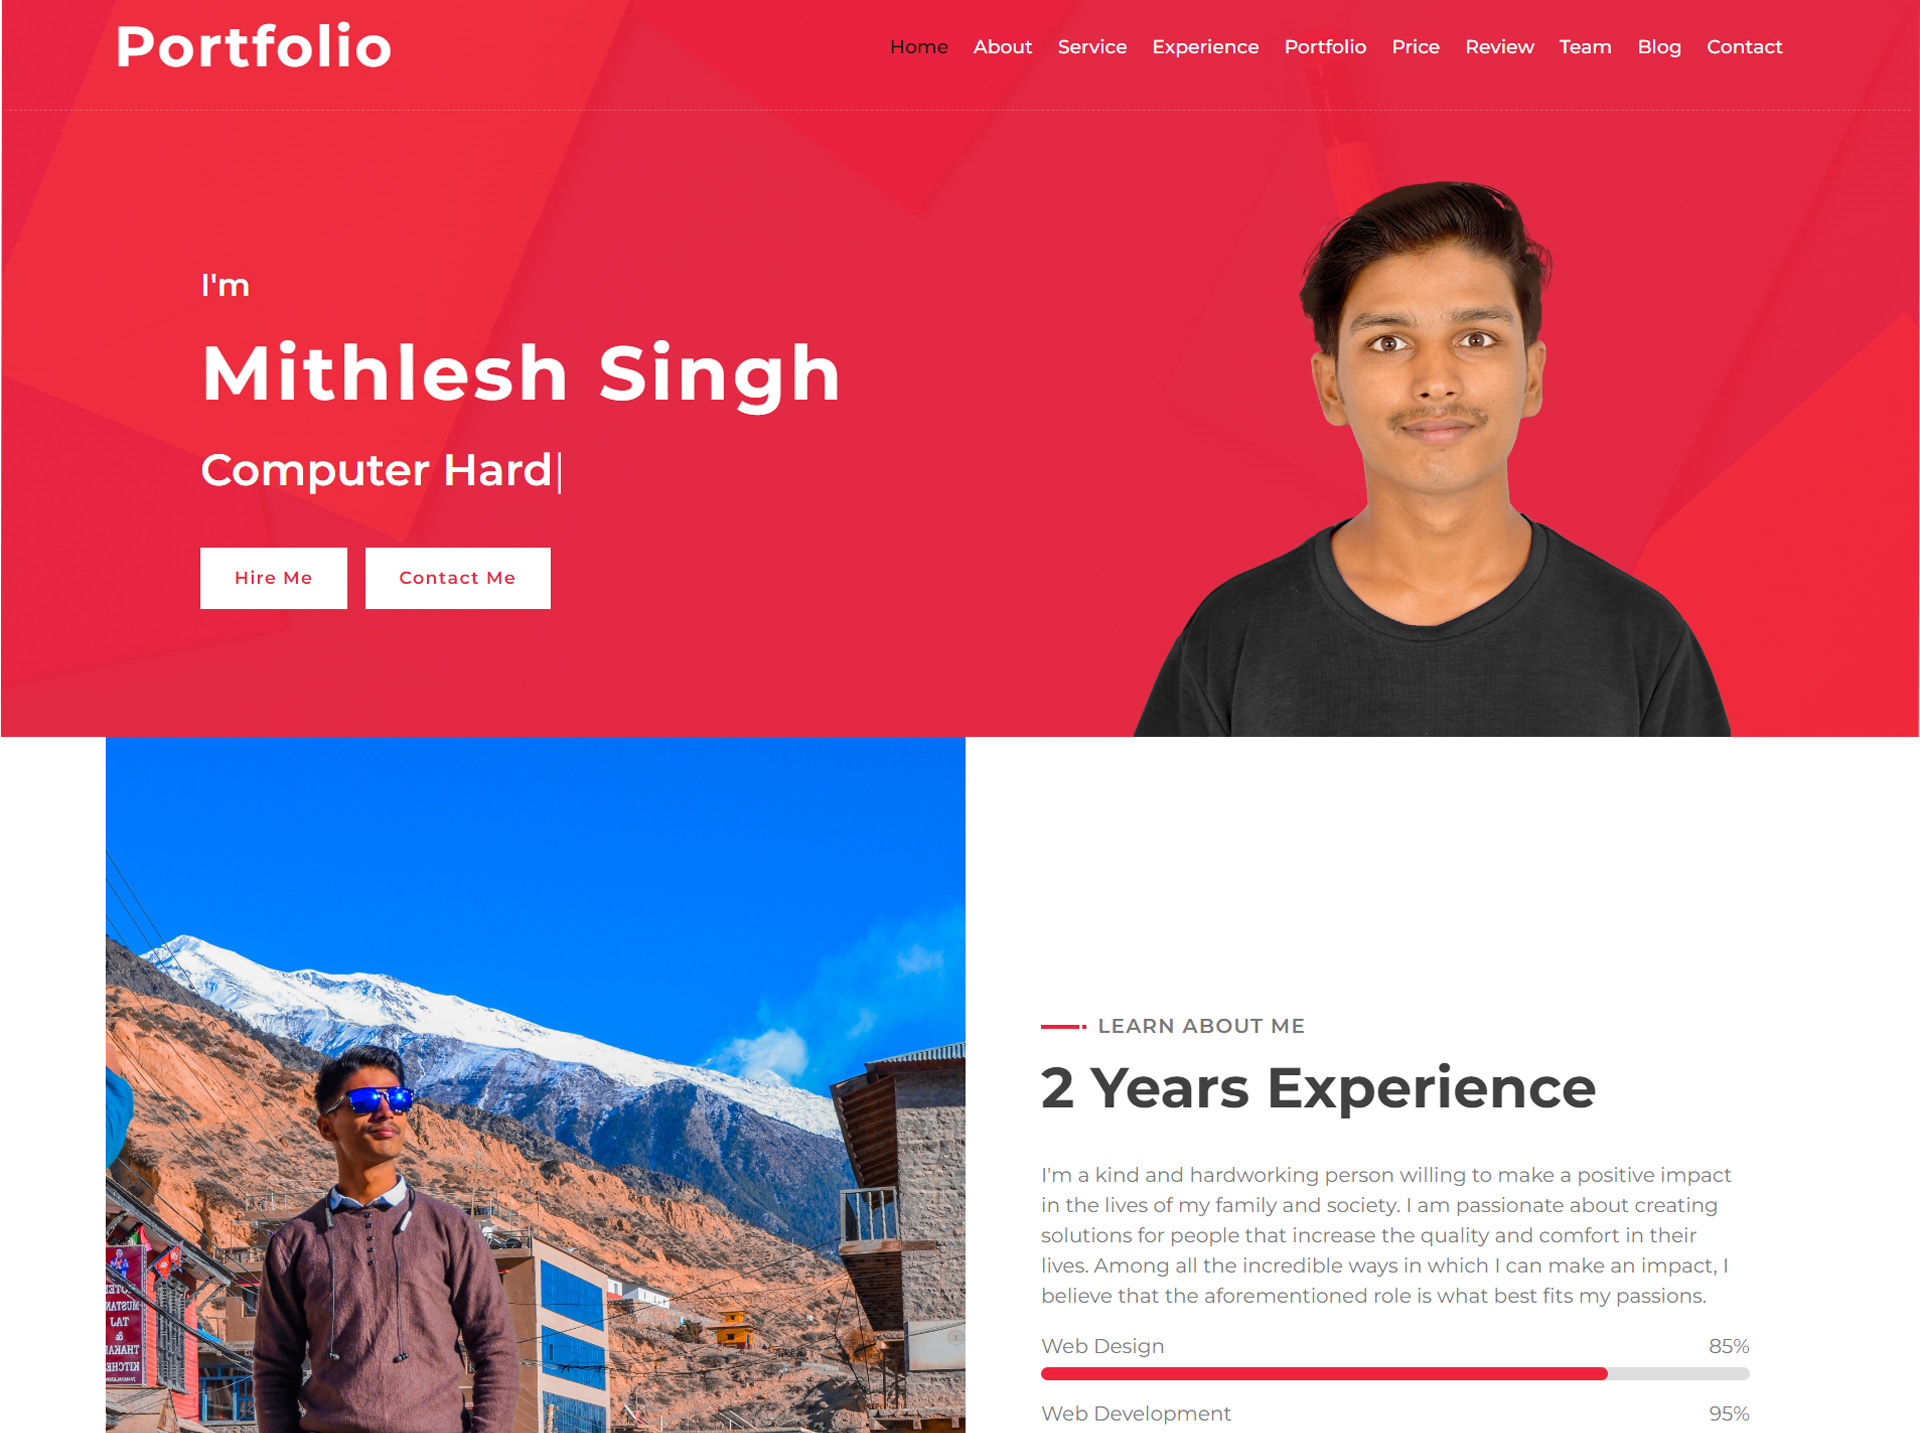 Portfolio
Home About Service Experience Portfolio Price Review Team Blog Contact
I'm
Mithlesh Singh
Computer Hard
Hire Me Contact Me
LEARN ABOUT ME
2 Years Experience
I'm a kind and hardworking person willing to make a positive impact
in the lives of my family and society. I am passionate about creating
solutions for people that increase the quality and comfort in their
lives. Among all the incredible ways in which I can make an impact, I
believe that the aforementioned role is what best fits my passions.
Web Design 85%
Web Development 95%
TAJ
&